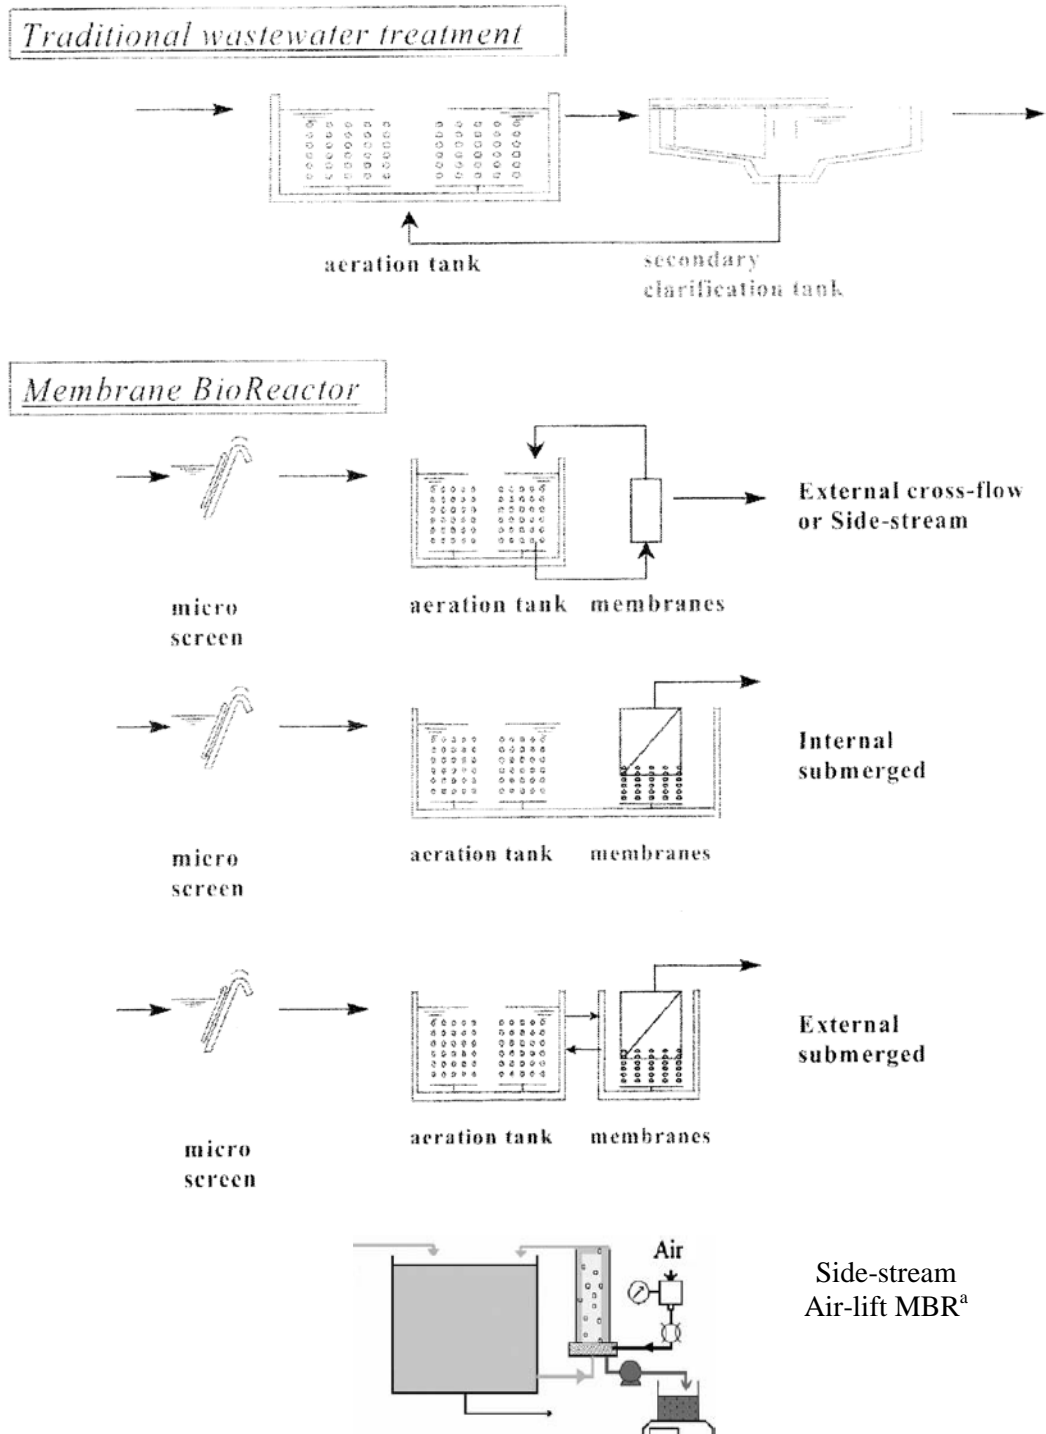 Traditional wastewater treatment
aeration tank
secondary
clarification tank
Membrane BioReactor
External cross-flow
or Side-stream
micro
screen
aeration tank
membranes
Internal
submerged
micro
screen
aeration tank
membranes
External
submerged
micro
screen
aeration tank
membranes
Air
Side-stream
Air-lift MBRᵃ